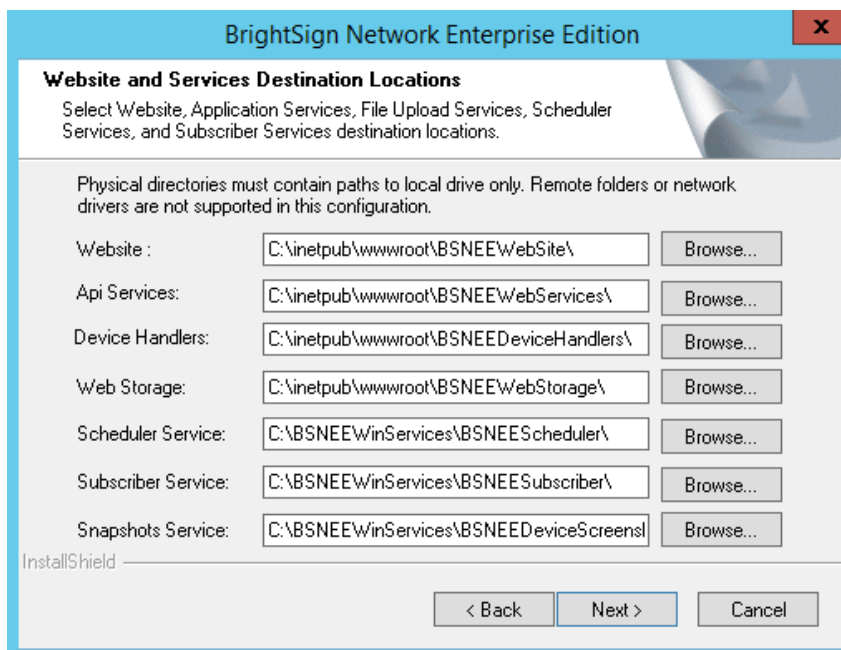 BrightSign Network Enterprise Edition
x
Website and Services Destination Locations
Select Website, Application Services, File Upload Services, Scheduler
Services, and Subscriber Services destination locations.
Physical directories must contain paths to local drive only. Remote folders or network
drivers are not supported in this configuration.
Website : C:\inetpub\wwwroot\BSNEEWebSite\ Browse...
Api Services: C:\inetpub\wwwroot\BSNEEWebServices\ Browse...
Device Handlers: C:\inetpub\wwwroot\BSNEEDeviceHandlers\ Browse...
Web Storage: C:\inetpub\wwwroot\BSNEEWebStorage\ Browse...
Scheduler Service: C:\BSNEEWinServices\BSNEEScheduler\ Browse...
Subscriber Service: C:\BSNEEWinServices\BSNEESubscriber\ Browse...
Snapshots Service: C:\BSNEEWinServices\BSNEEDeviceScreensl Browse...
InstallShield
< Back Next > Cancel